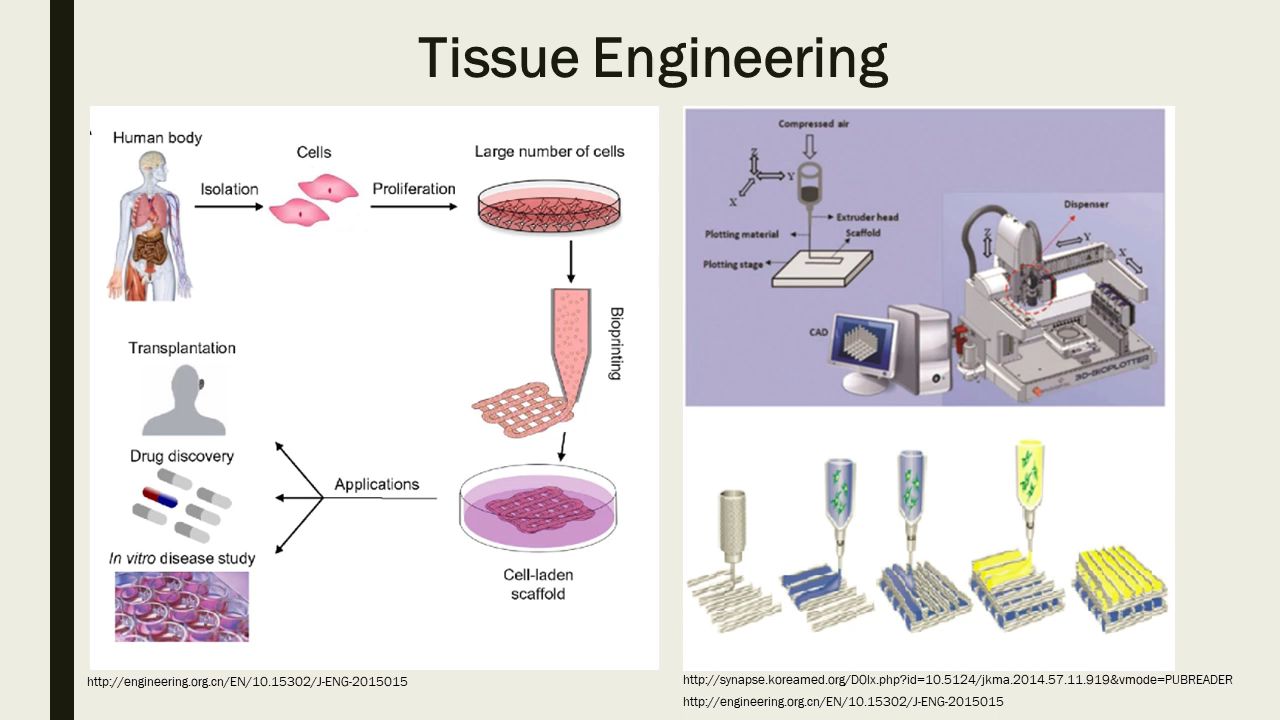 Tissue Engineering
Human body
Cells
Large number of cells
Isolation
Proliferation
Bioprinting
Transplantation
Drug discovery
Applications
In vitro disease study
Cell-laden
scaffold
http://engineering.org.cn/EN/10.15302/J-ENG-2015015
Compressed air
Z
Y
X
Extruder head
Plotting material
Scaffold
Plotting stage
Dispenser
Z
Y
X
CAD
3D-BIOPLOTTER
http://synapse.koreamed.org/DOIx.php?id=10.5124/jkma.2014.57.11.919&vmode=PUBREADER
http://engineering.org.cn/EN/10.15302/J-ENG-2015015